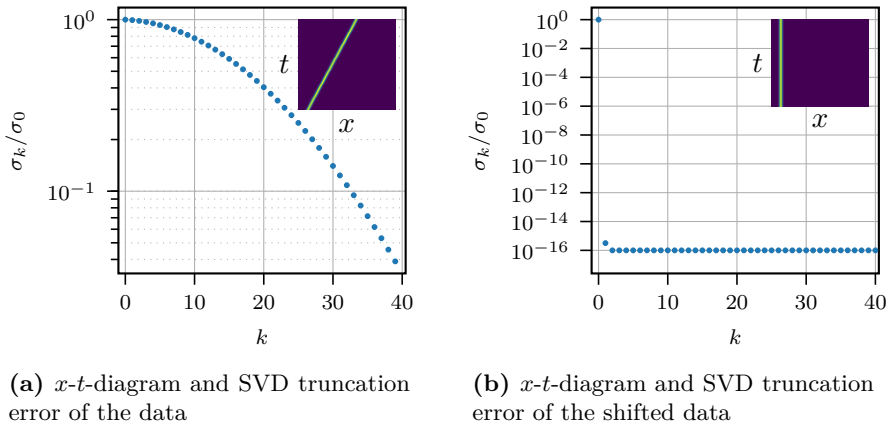 10^0
10^{-1}
σ_k/σ_0
t
x
0 10 20 30 40
k
(a) x-t-diagram and SVD truncation
error of the data
10^0
10^{-2}
10^{-4}
10^{-6}
10^{-8}
10^{-10}
10^{-12}
10^{-14}
10^{-16}
σ_k/σ_0
t
x
0 10 20 30 40
k
(b) x-t-diagram and SVD truncation
error of the shifted data